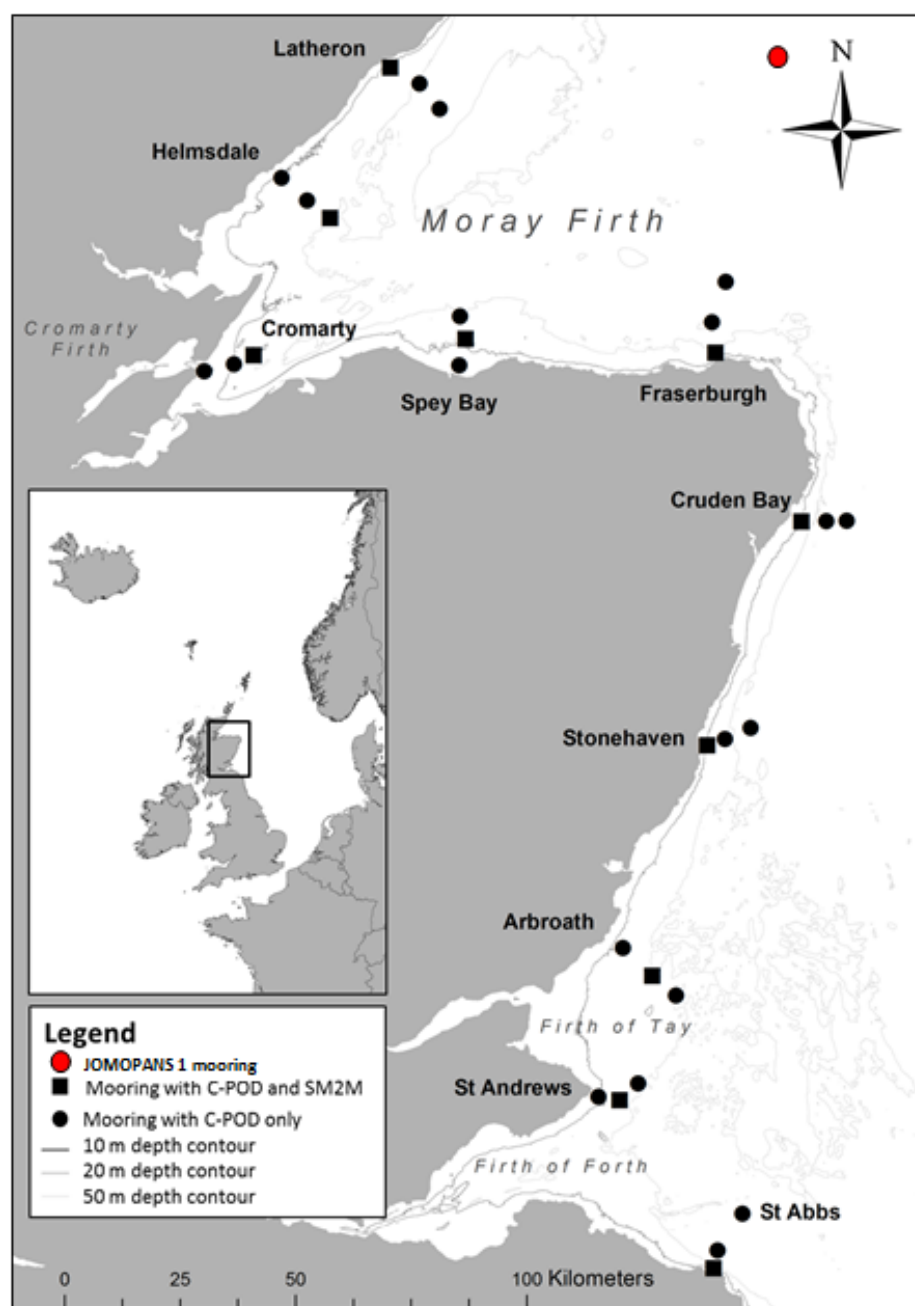 Latheron
N
Helmsdale
Moray Firth
Cromarty
Firth
Cromarty
Spey Bay
Fraserburgh
Cruden Bay
Stonehaven
Arbroath
Firth of Tay
St Andrews
Firth of Forth
St Abbs
Legend
JOMOPANS 1 mooring
Mooring with C-POD and SM2M
Mooring with C-POD only
10 m depth contour
20 m depth contour
50 m depth contour
0 25 50 100 Kilometers